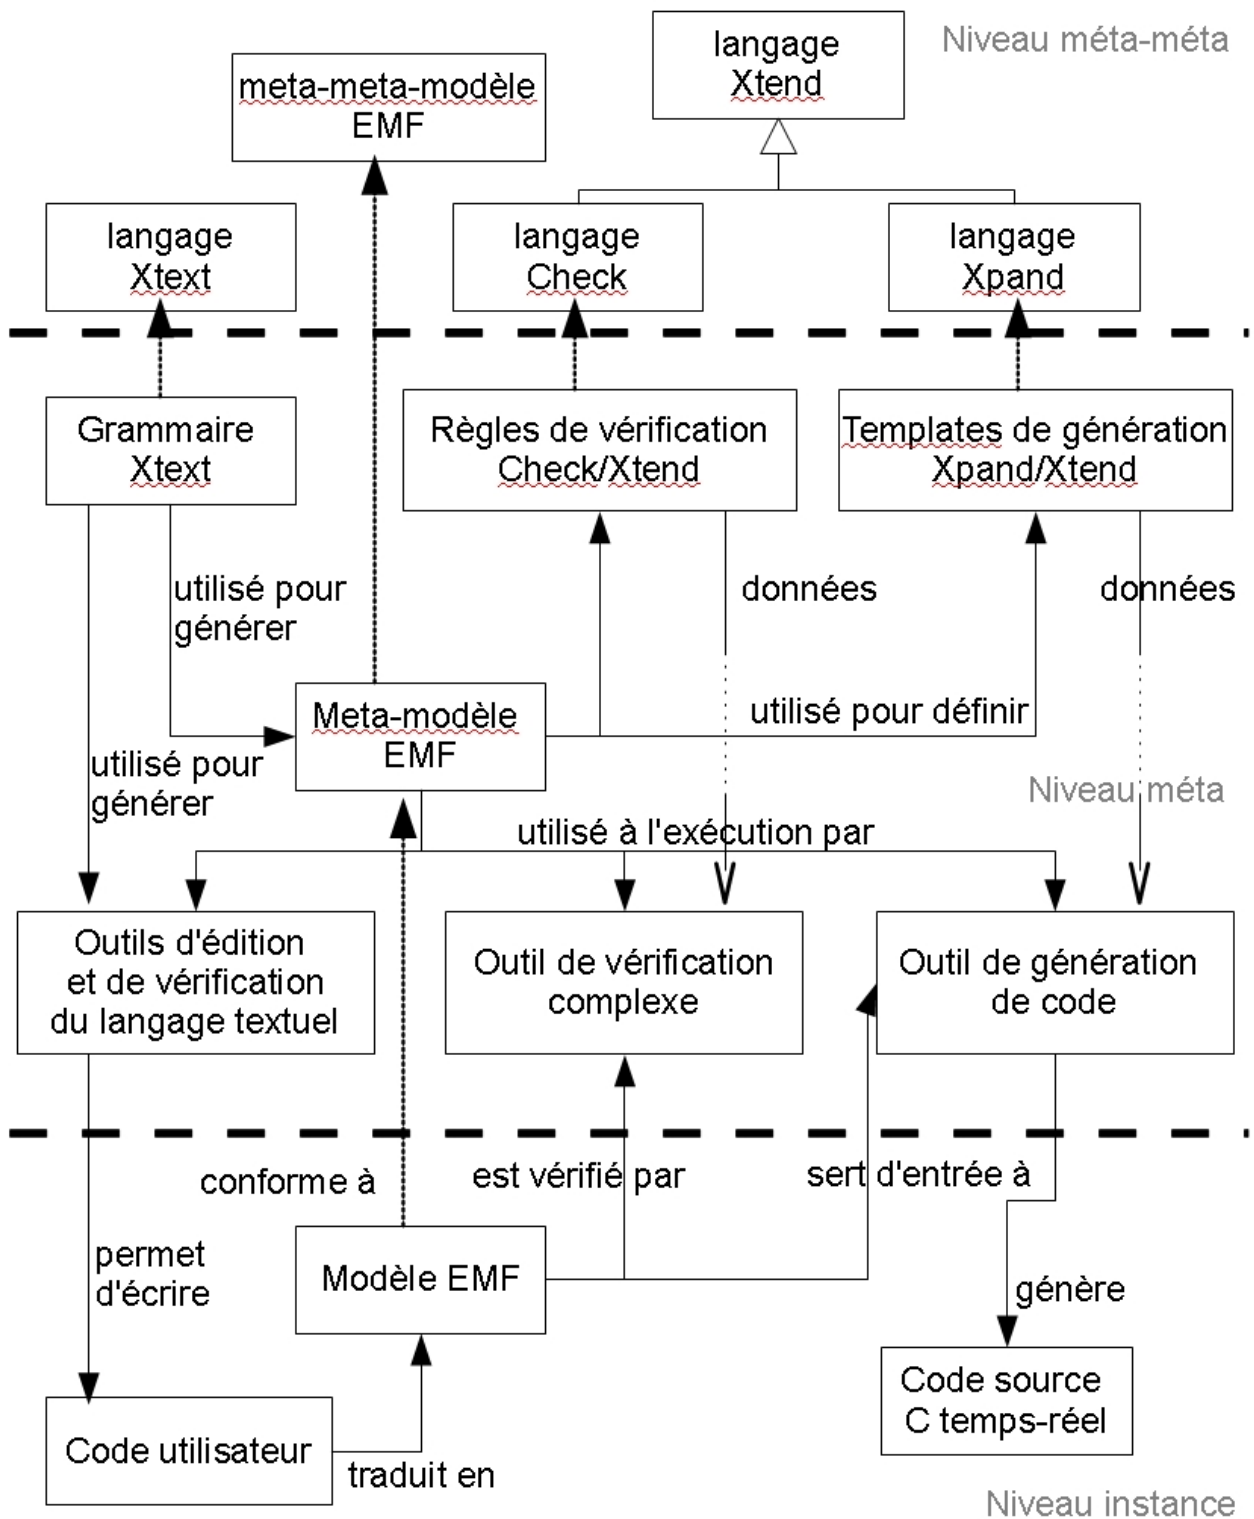 Niveau méta-méta
langage
Xtend
meta-meta-modèle
EMF
langage
Xtext
langage
Check
langage
Xpand
Grammaire
Xtext
Règles de vérification
Check/Xtend
Templates de génération
Xpand/Xtend
utilisé pour
générer
données
données
Meta-modèle
EMF
utilisé pour définir
utilisé pour
générer
Niveau méta
utilisé à l'exécution par
Outils d'édition
et de vérification
du langage textuel
Outil de vérification
complexe
Outil de génération
de code
conforme à
est vérifié par
sert d'entrée à
permet
d'écrire
Modèle EMF
génère
Code source
C temps-réel
Code utilisateur
traduit en
Niveau instance